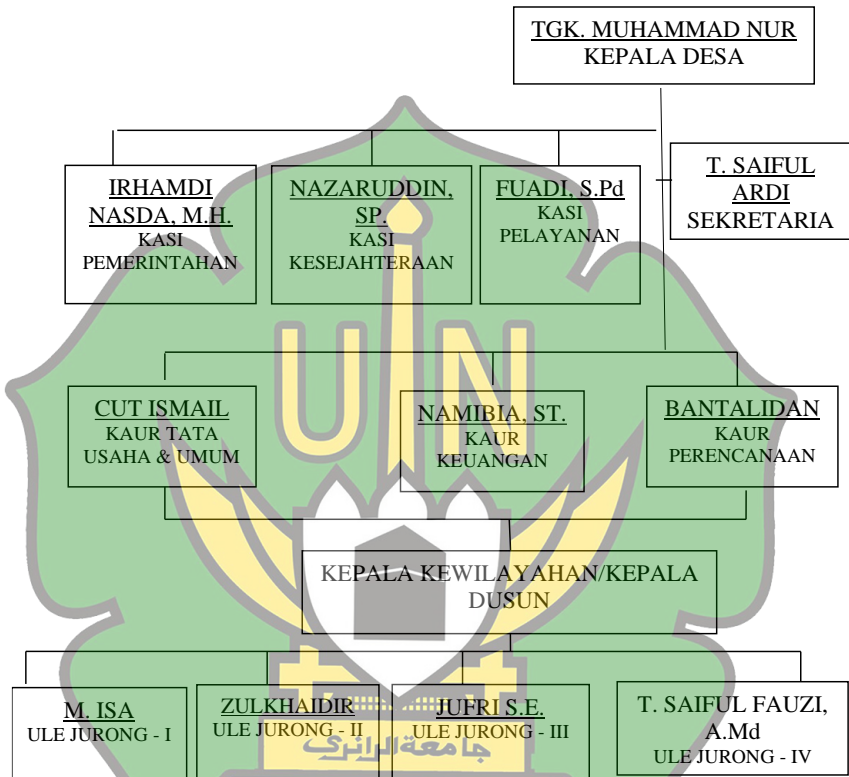 TGK. MUHAMMAD NUR
KEPALA DESA
IRHAMDI
NASDA, M.H.
KASI
PEMERINTAHAN
NAZARUDDIN,
SP.
KASI
KESEJAHTERAAN
FUADI, S.Pd
KASI
PELAYANAN
T. SAIFUL
ARDI
SEKRETARIA
UIN
CUT ISMAIL
KAUR TATA
USAHA & UMUM
NAMIBIA, ST.
KAUR
KEUANGAN
BANTALIDAN
KAUR
PERENCANAAN
KEPALA KEWILAYAHAN/KEPALA
DUSUN
M. ISA
ULE JURONG - I
ZULKHAIDIR
ULE JURONG - II
JUFRI S.E.
ULE JURONG - III
T. SAIFUL FAUZI,
A.Md
ULE JURONG - IV
جامعة الرانري